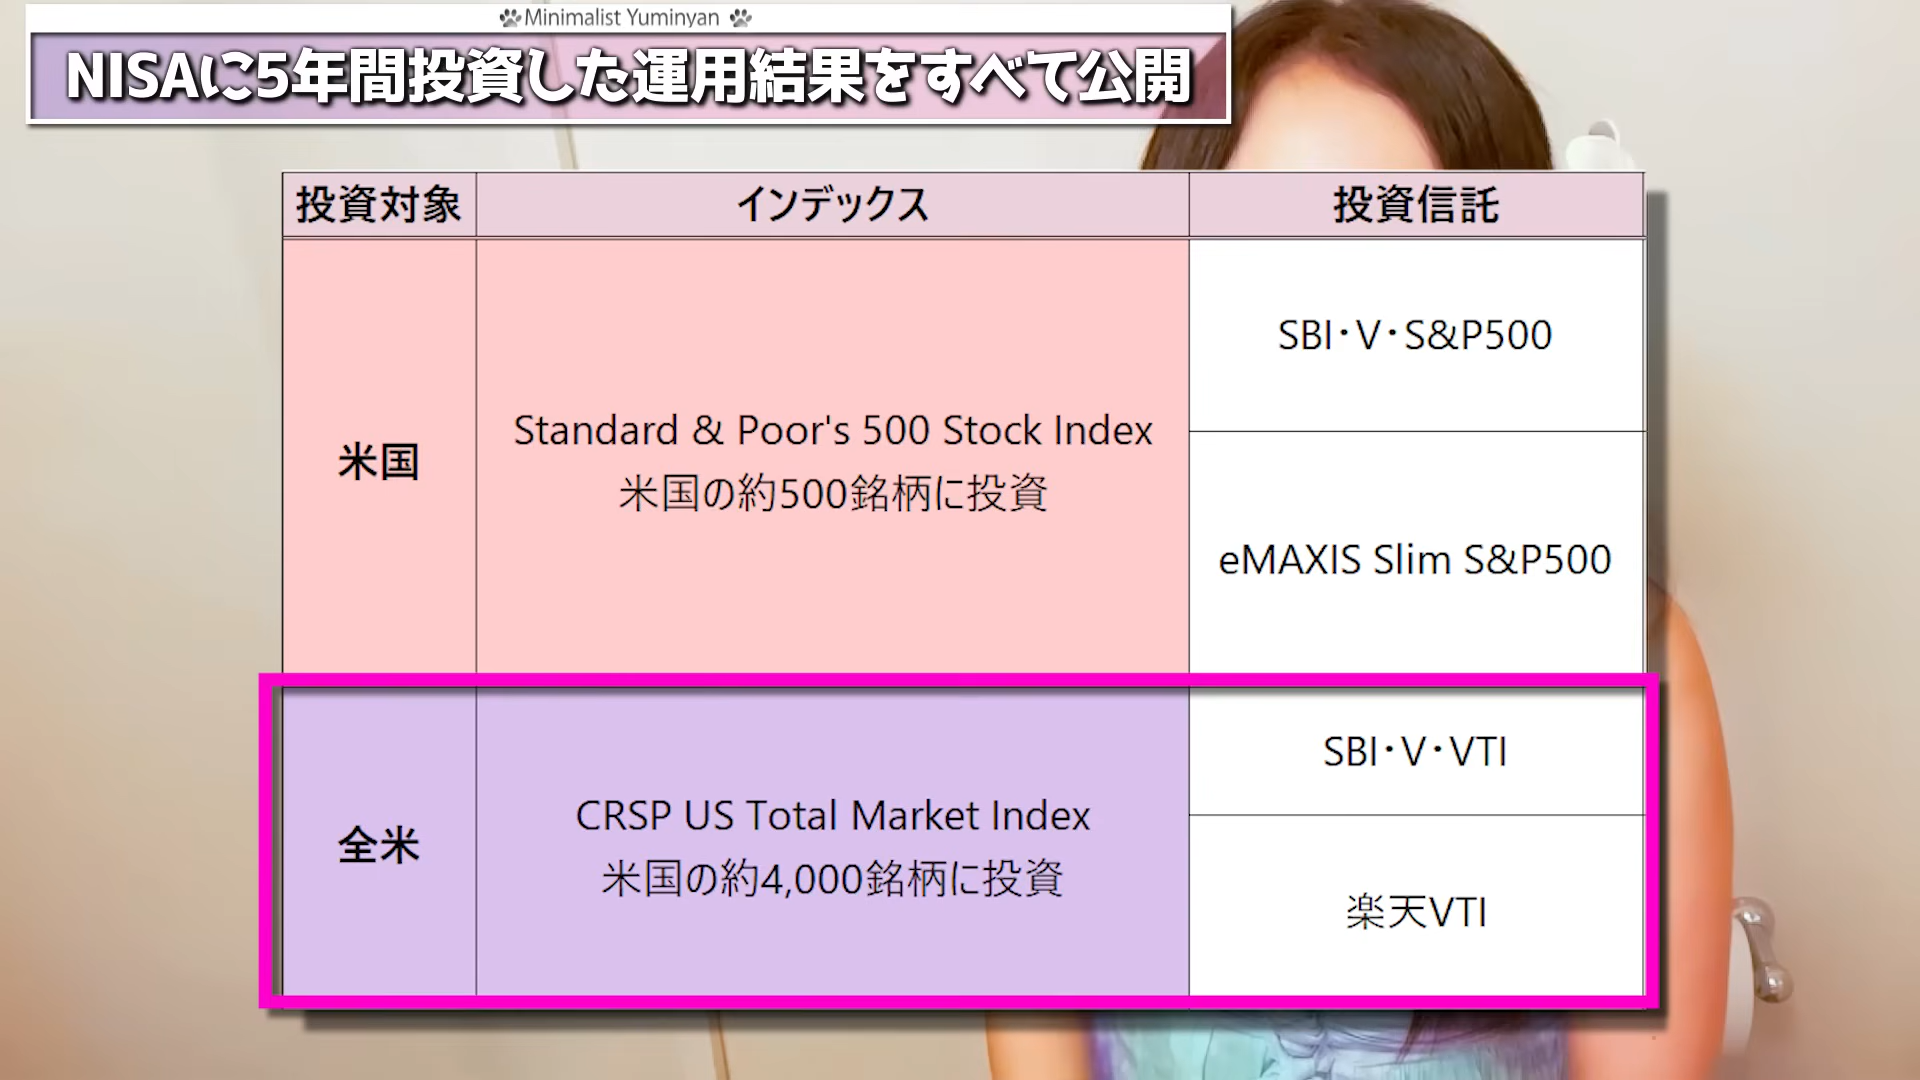 Minimalist Yuminyan
NISAに5年間投資した運用結果をすべて公開
投資対象
インデックス
投資信託
米国
Standard & Poor's 500 Stock Index
米国の約500銘柄に投資
SBI・V・S&P500
eMAXIS Slim S&P500
全米
CRSP US Total Market Index
米国の約4,000銘柄に投資
SBI・V・VTI
楽天VTI